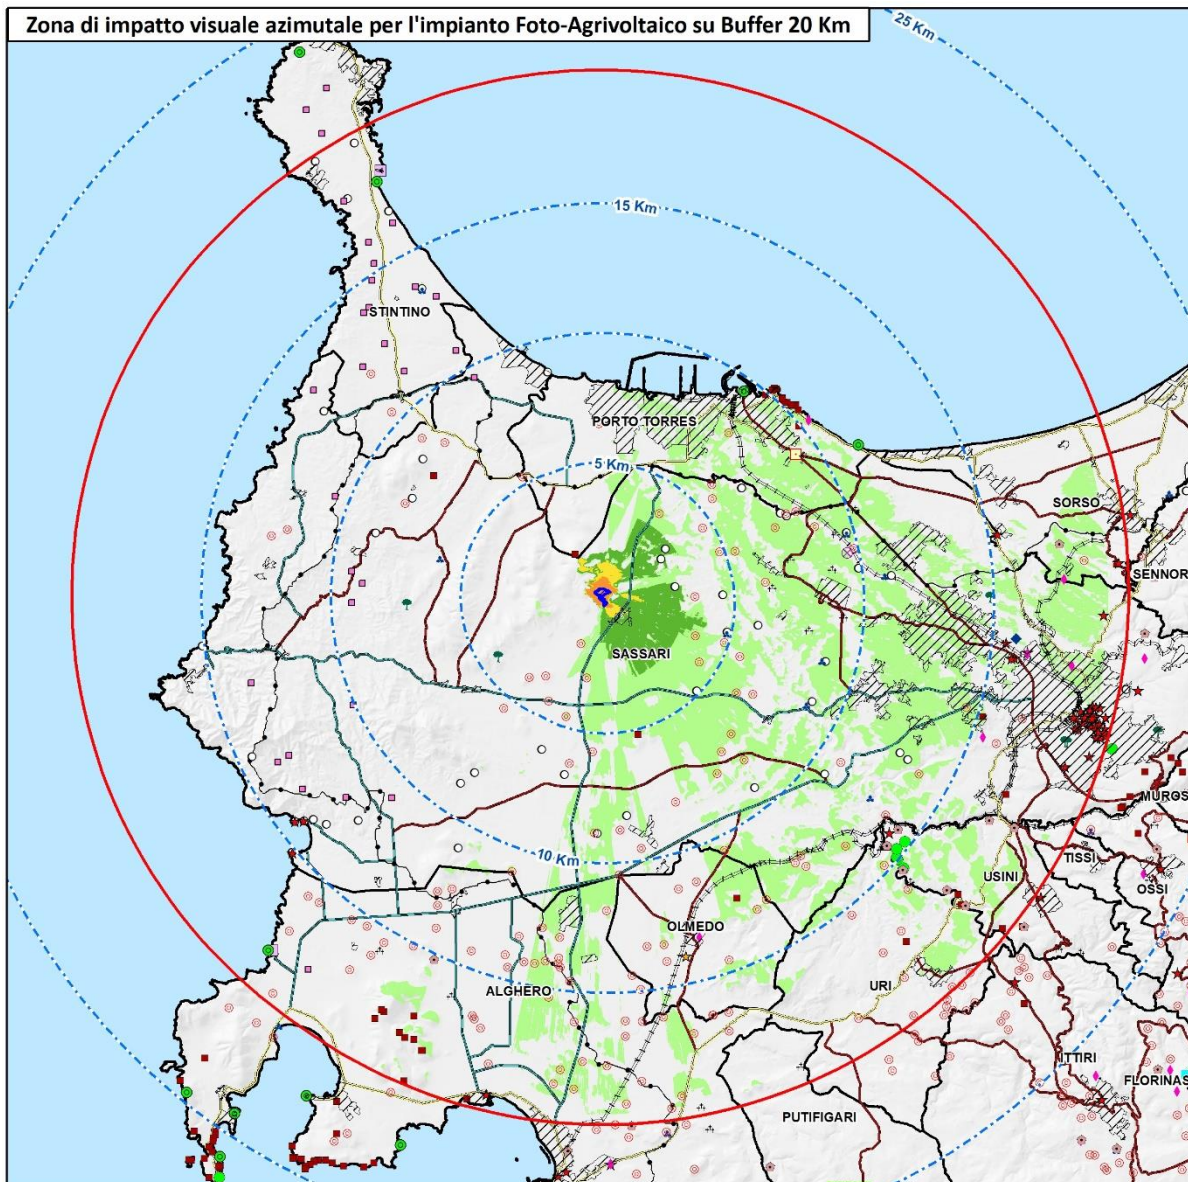 Zona di impatto visuale azimutale per l'impianto Foto-Agrivoltaico su Buffer 20 Km
25 Km
15 Km
STINTINO
PORTO TORRES
5 Km
SORSO
SENNOR
SASSARI
MUROS
10 Km
TISSI
USINI
OSSI
OLMEDO
URI
ALGHERO
ITTIRI
FLORINAS
PUTIFIGARI